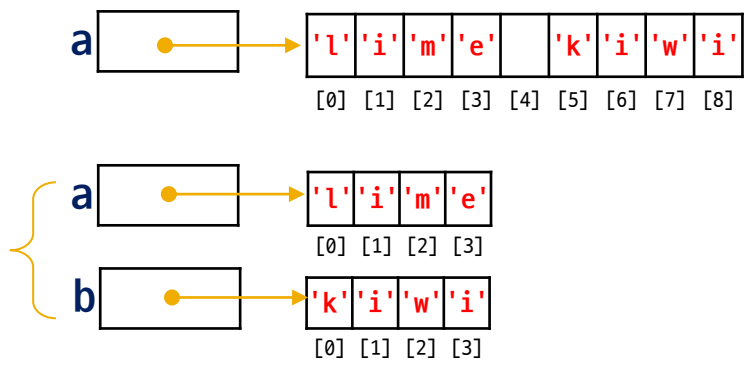 a 'l' 'i' 'm' 'e' 'k' 'i' 'w' 'i'
[0] [1] [2] [3] [4] [5] [6] [7] [8]
a 'l' 'i' 'm' 'e'
[0] [1] [2] [3]
b 'k' 'i' 'w' 'i'
[0] [1] [2] [3]